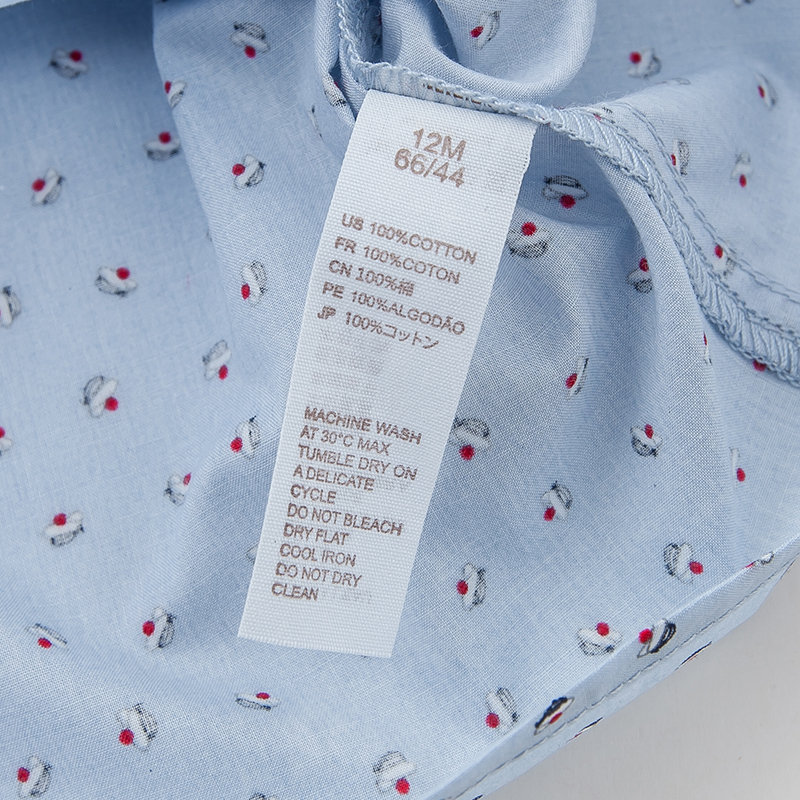 12M
66/44
US 100%COTTON
FR 100%COTON
CN 100%棉
PE 100%ALGODÃO
JP 100%コットン
MACHINE WASH
AT 30°C MAX
TUMBLE DRY ON
A DELICATE
CYCLE
DO NOT BLEACH
DRY FLAT
COOL IRON
DO NOT DRY
CLEAN